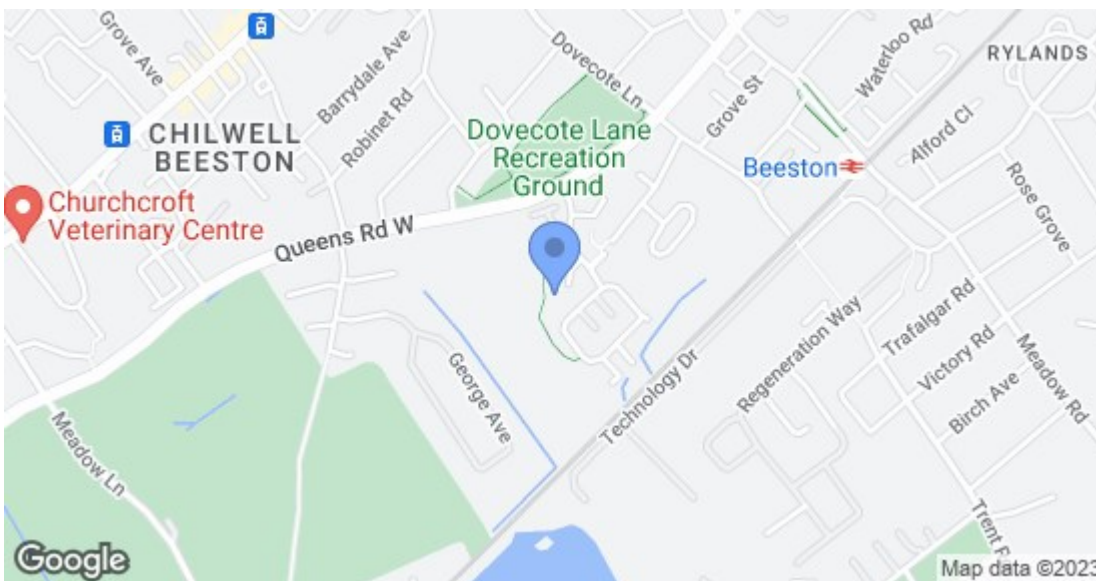 Grove Ave
Barrydale Ave
Robinet Rd
Dovecote Ln
Grove St
Waterloo Rd
RYLANDS
Alford Cl
CHILWELL
BEESTON
Dovecote Lane
Recreation
Ground
Beeston
Rose Grove
Churchcroft
Veterinary Centre
Queens Rd W
Regeneration Way
Trafalgar Rd
Victory Rd
Birch Ave
Meadow Rd
George Ave
Technology Dr
Meadow Ln
Google
Map data ©2023